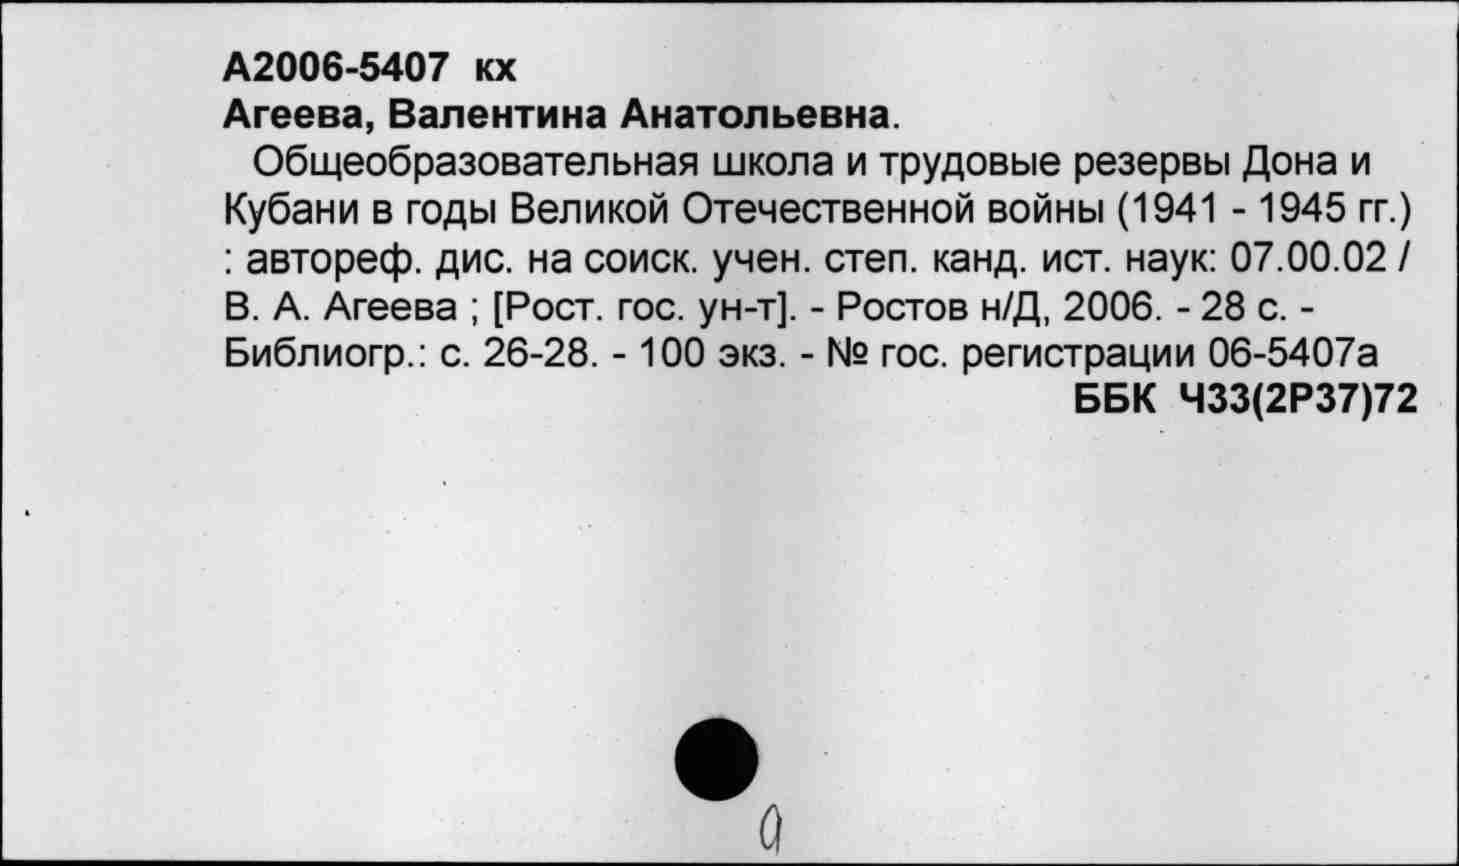 А2006-5407 кх
Агеева, Валентина Анатольевна.
Общеобразовательная школа и трудовые резервы Дона и
Кубани в годы Великой Отечественной войны (1941 - 1945 гг.)
: автореф. дис. на соиск. учен. степ. канд. ист. наук: 07.00.02 /
В. А. Агеева ; [Рост. гос. ун-т]. - Ростов н/Д, 2006. - 28 с. -
Библиогр.: с. 26-28. - 100 экз. - № гос. регистрации 06-5407а
ББК Ч33(2Р37)72